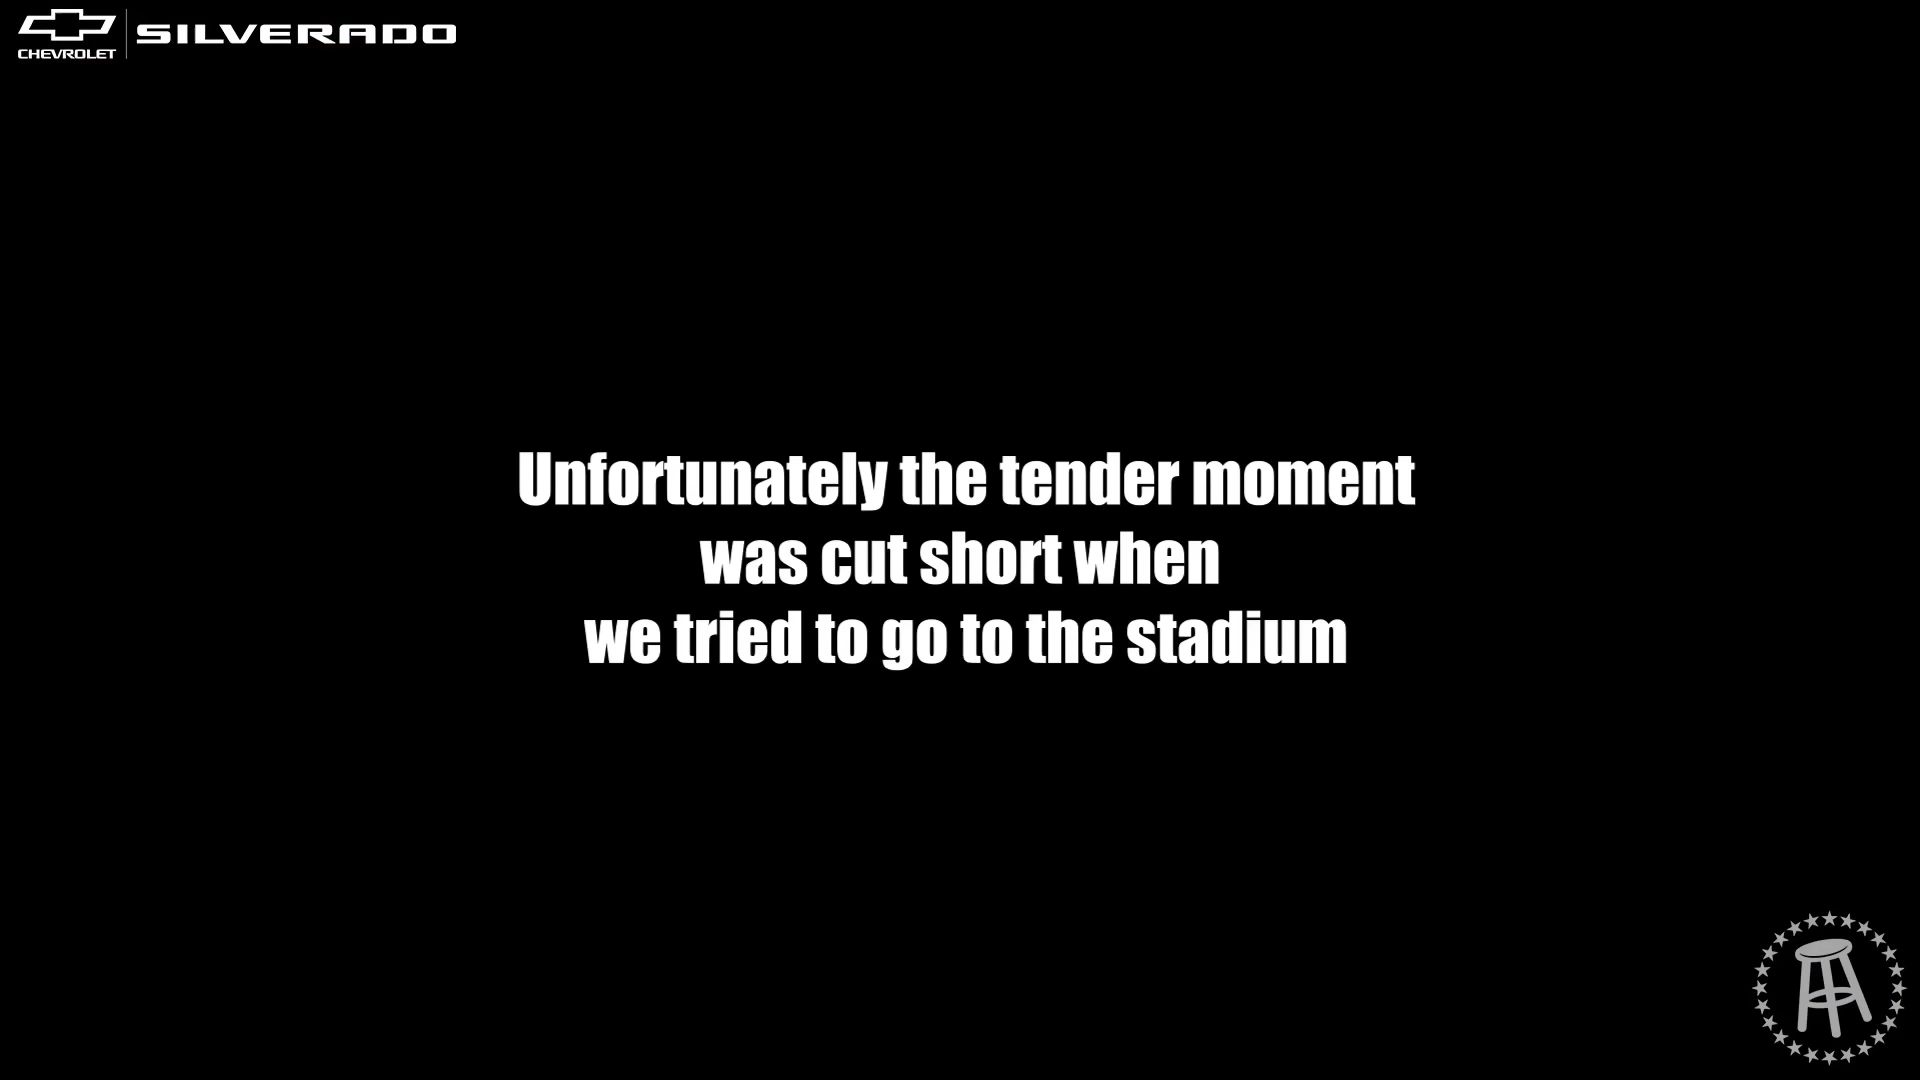 CHEVROLET
SILVERADO
Unfortunately the tender moment
was cut short when
we tried to go to the stadium